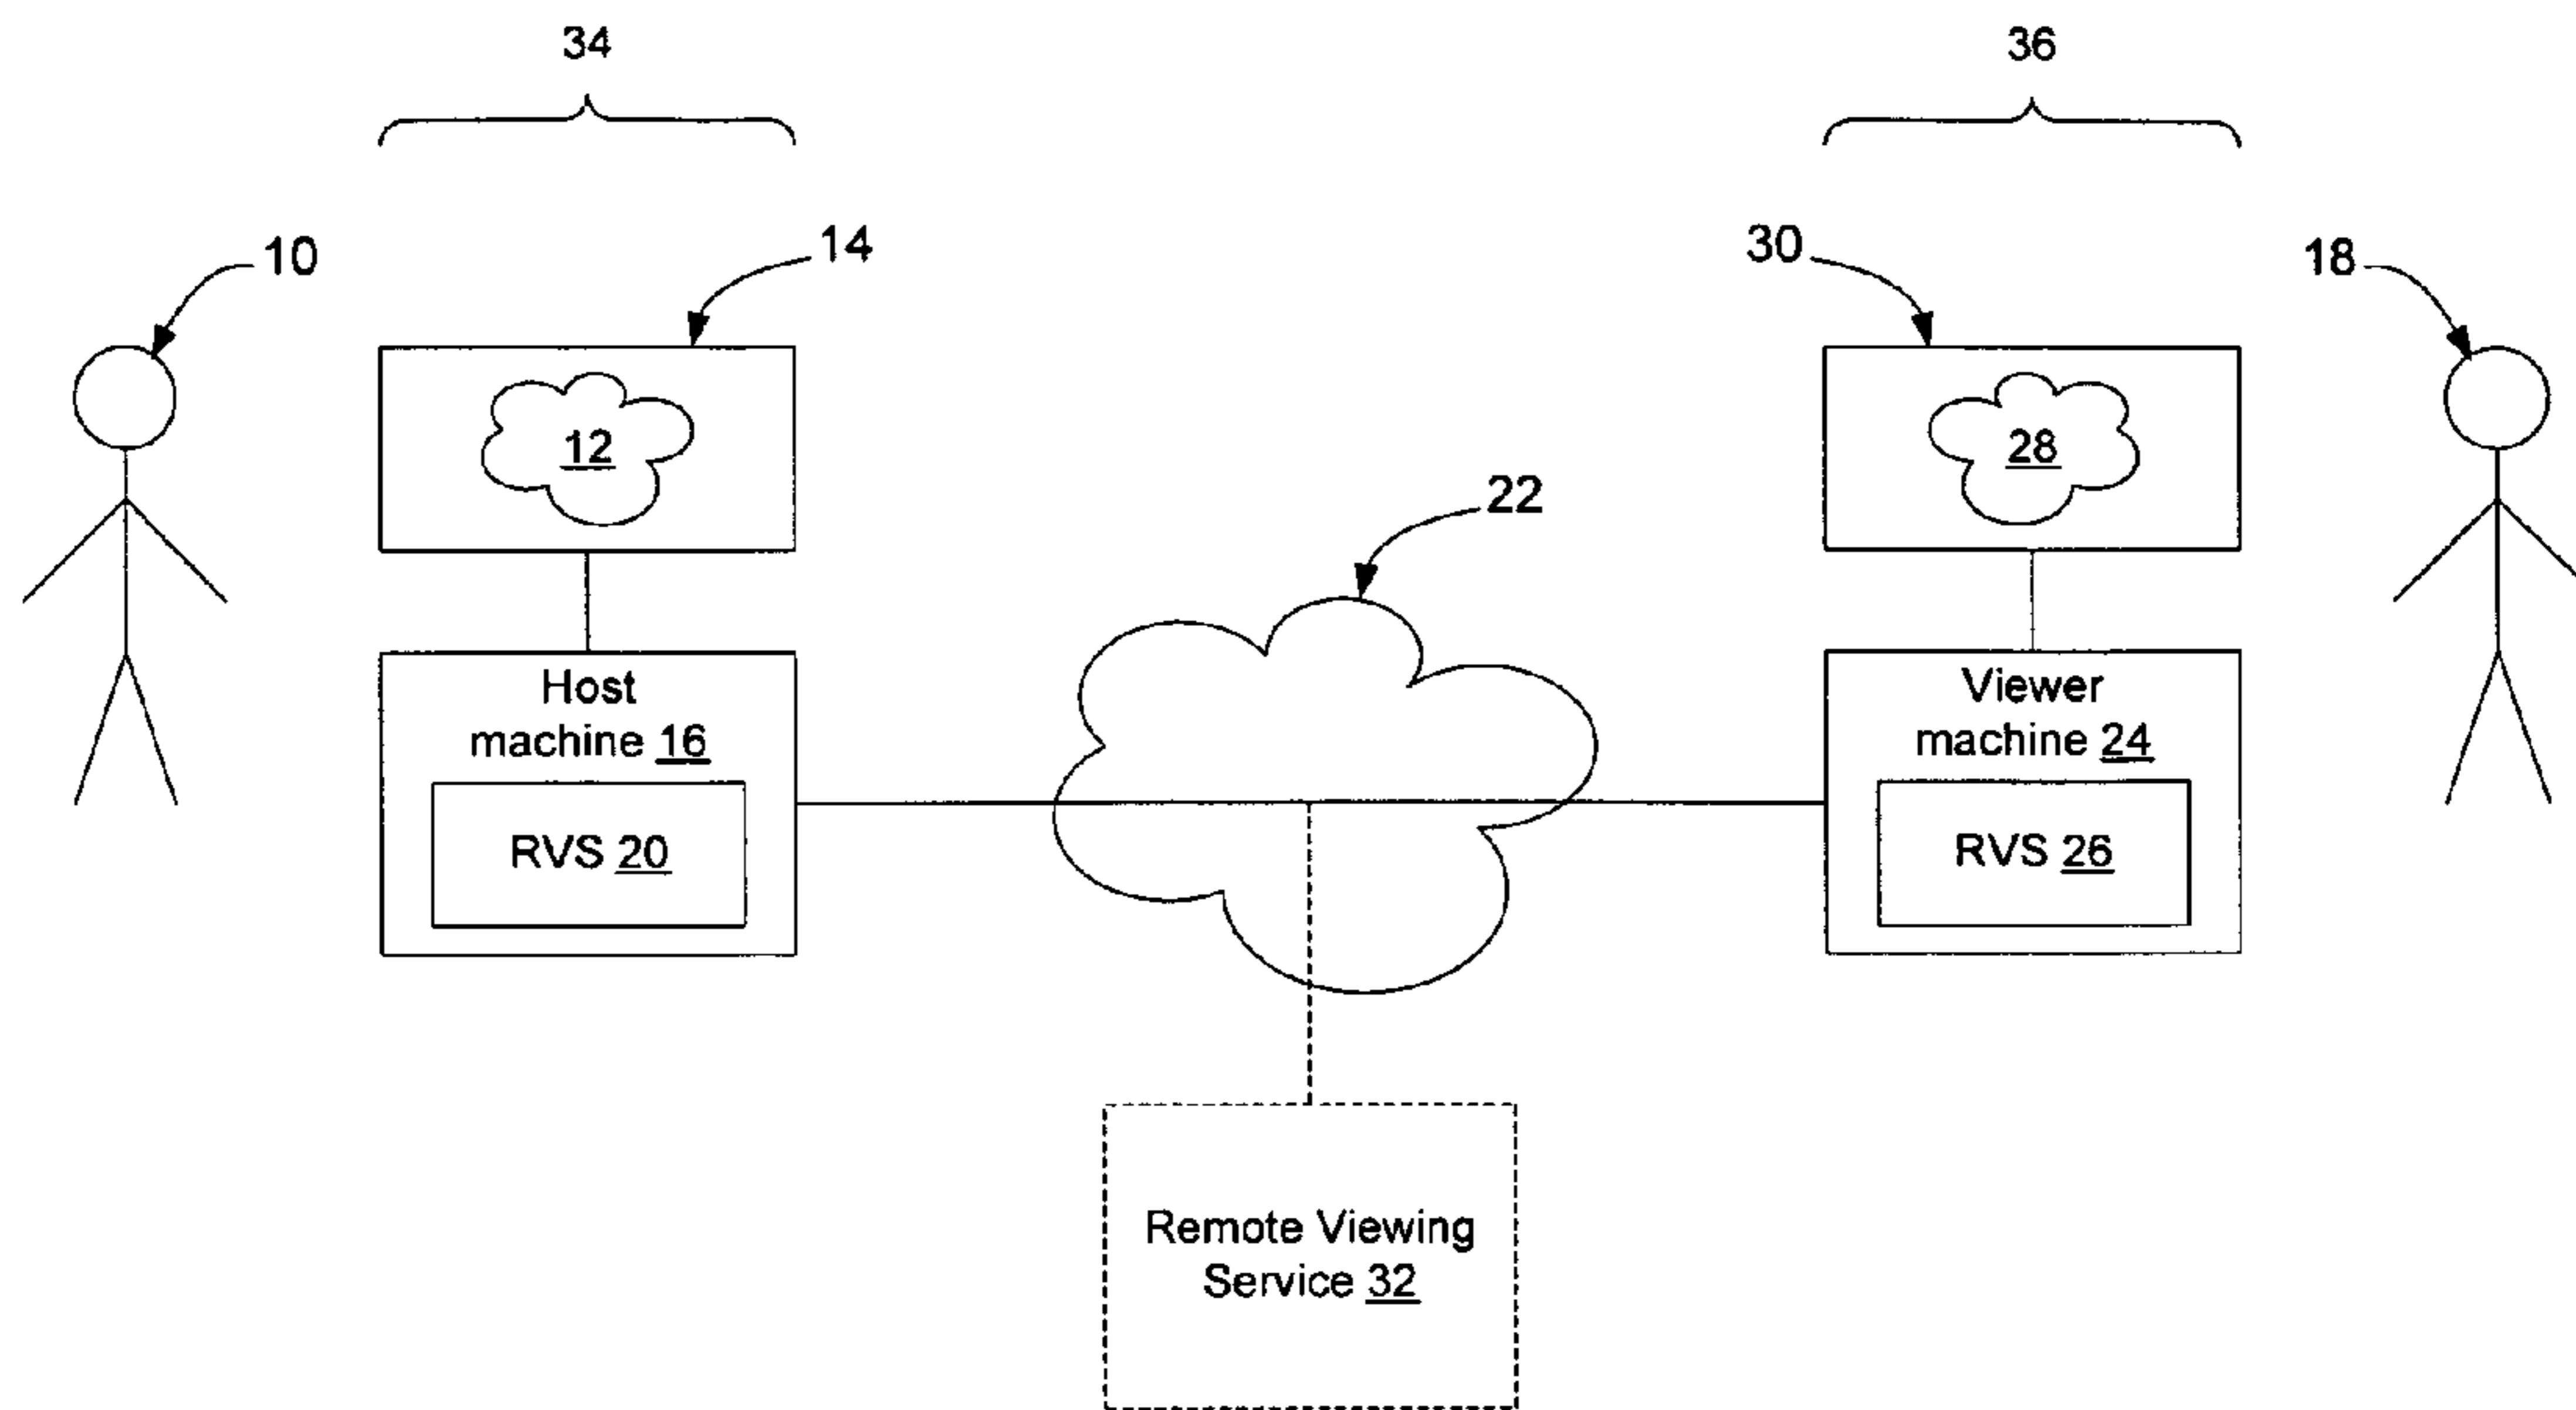 34
36
10
14
30
18
12
28
22
Host
machine 16
Viewer
machine 24
RVS 20
RVS 26
Remote Viewing
Service 32